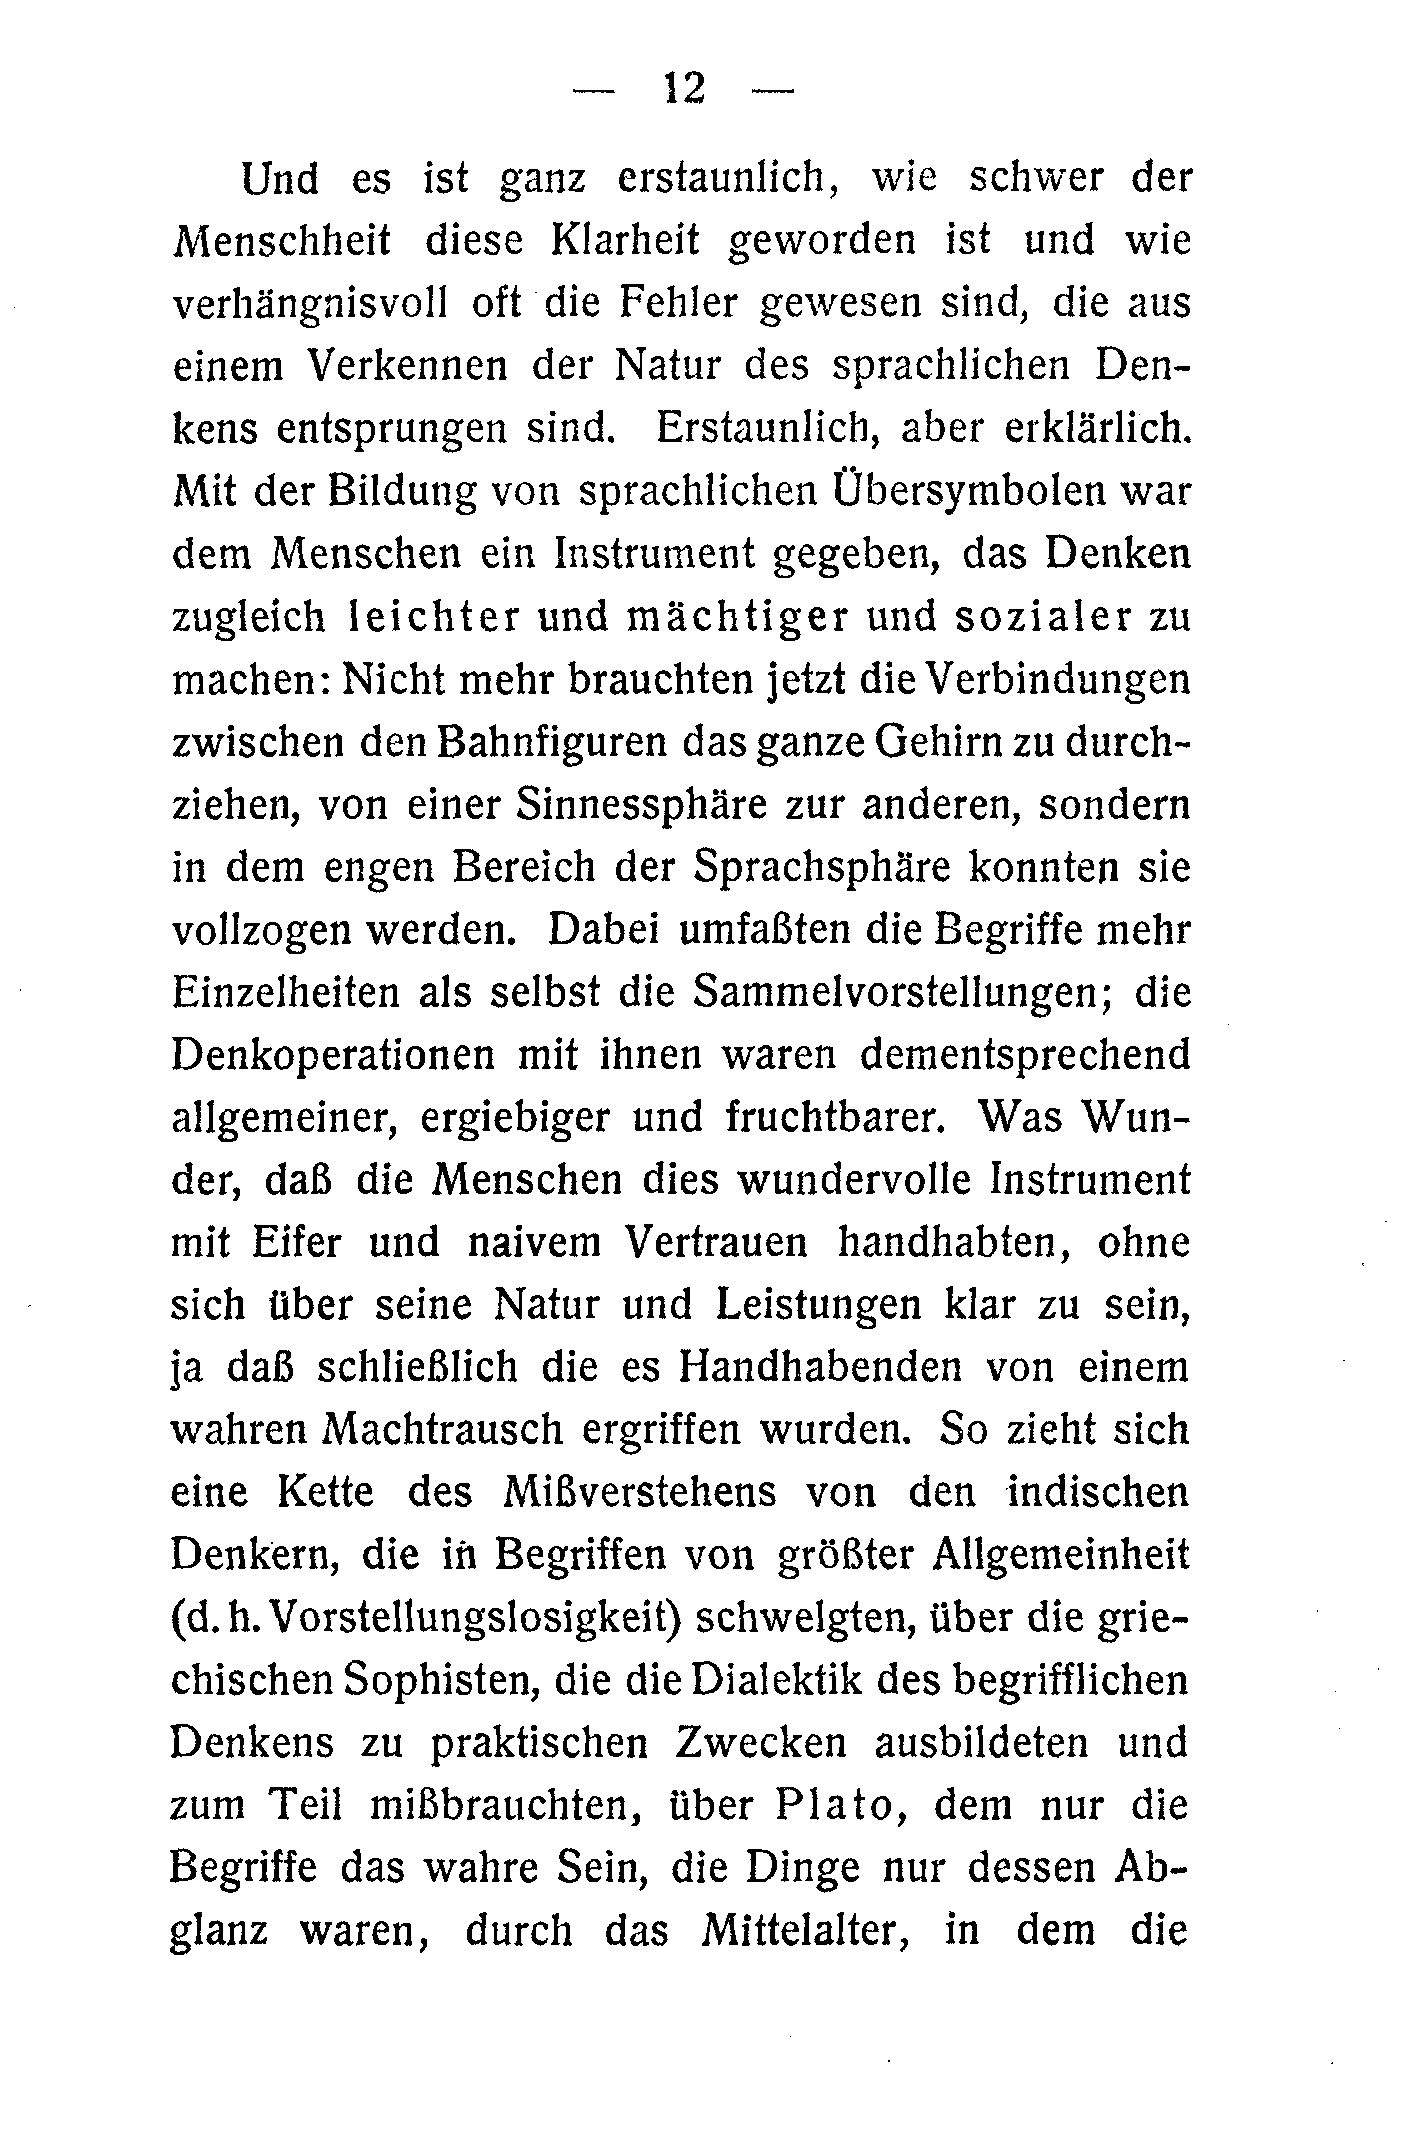 — 12 —
Und es ist ganz erstaunlich, wie schwer der
Menschheit diese Klarheit geworden ist und wie
verhängnisvoll oft die Fehler gewesen sind, die aus
einem Verkennen der Natur des sprachlichen Den-
kens entsprungen sind. Erstaunlich, aber erklärlich.
Mit der Bildung von sprachlichen Übersymbolen war
dem Menschen ein Instrument gegeben, das Denken
zugleich leichter und mächtiger und sozialer zu
machen: Nicht mehr brauchten jetzt die Verbindungen
zwischen den Bahnfiguren das ganze Gehirn zu durch-
ziehen, von einer Sinnessphäre zur anderen, sondern
in dem engen Bereich der Sprachsphäre konnten sie
vollzogen werden. Dabei umfaßten die Begriffe mehr
Einzelheiten als selbst die Sammelvorstellungen; die
Denkoperationen mit ihnen waren dementsprechend
allgemeiner, ergiebiger und fruchtbarer. Was Wun-
der, daß die Menschen dies wundervolle Instrument
mit Eifer und naivem Vertrauen handhabten, ohne
sich über seine Natur und Leistungen klar zu sein,
ja daß schließlich die es Handhabenden von einem
wahren Machtrausch ergriffen wurden. So zieht sich
eine Kette des Mißverstehens von den indischen
Denkern, die in Begriffen von größter Allgemeinheit
(d. h. Vorstellungslosigkeit) schwelgten, über die grie-
chischen Sophisten, die die Dialektik des begrifflichen
Denkens zu praktischen Zwecken ausbildeten und
zum Teil mißbrauchten, über Plato, dem nur die
Begriffe das wahre Sein, die Dinge nur dessen Ab-
glanz waren, durch das Mittelalter, in dem die